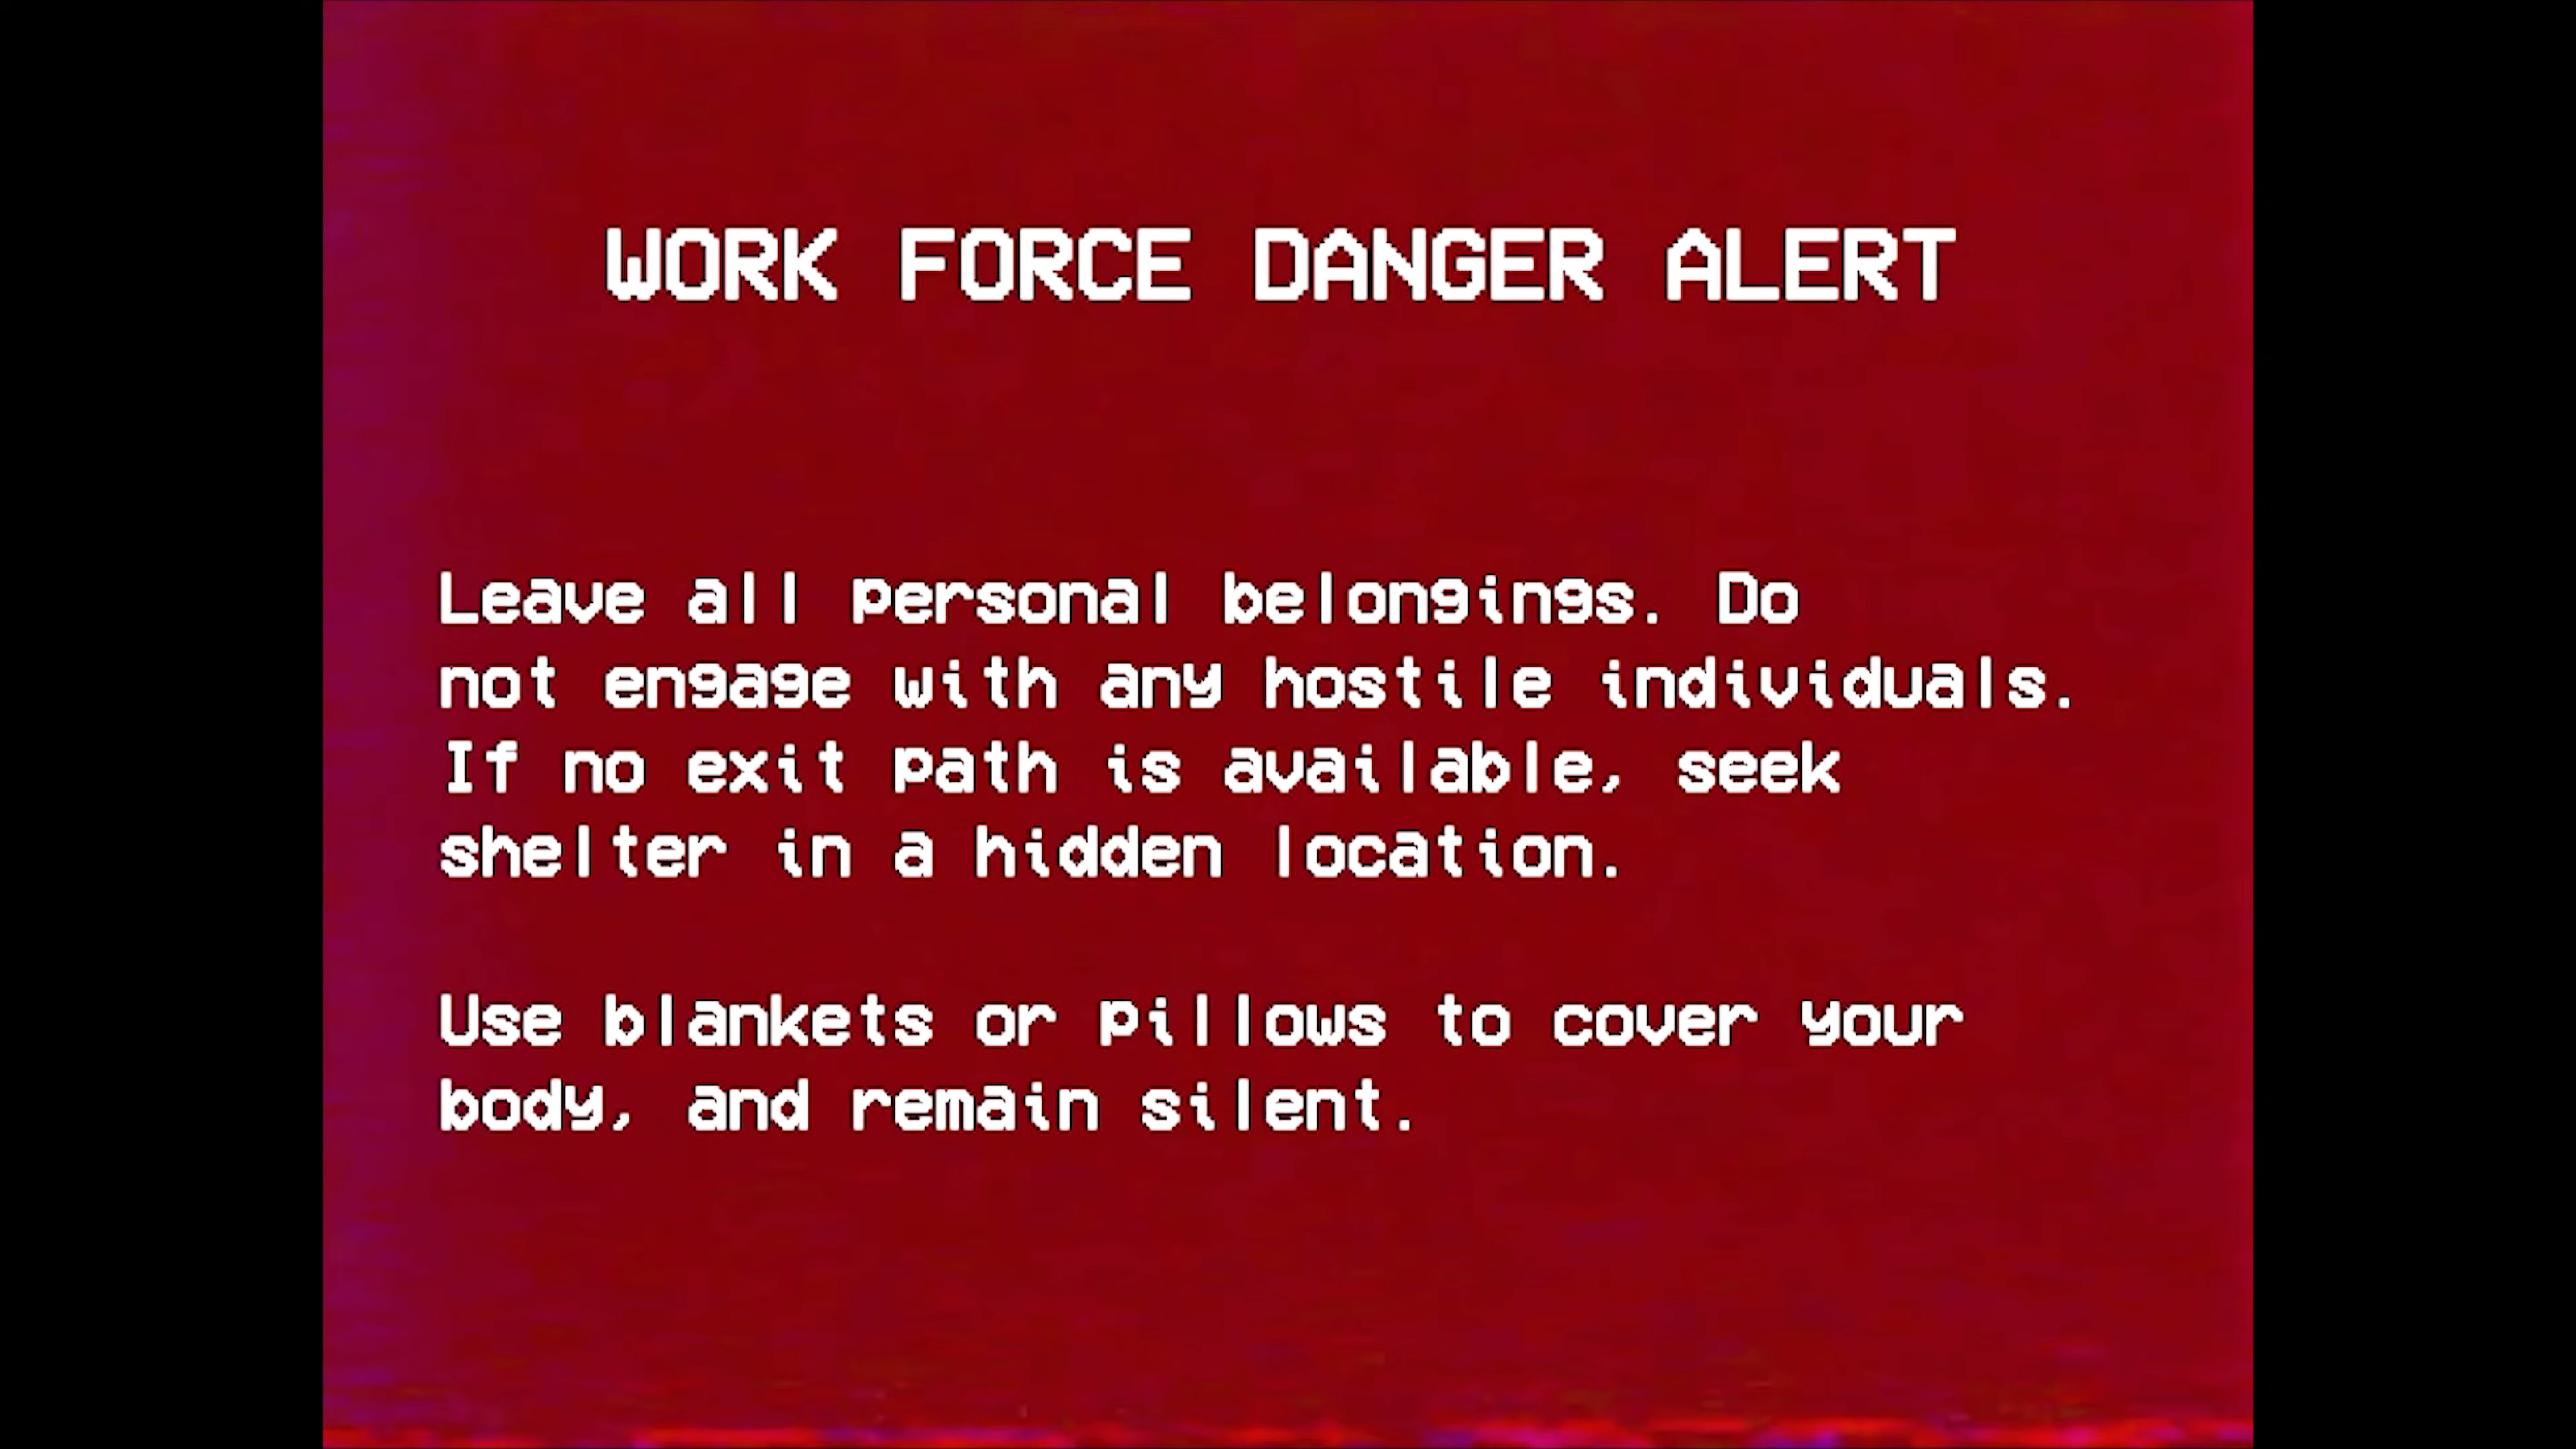 WORK FORCE DANGER ALERT
Leave all personal belongings. Do
not engage with any hostile individuals.
If no exit path is available, seek
shelter in a hidden location.
Use blankets or pillows to cover your
body, and remain silent.